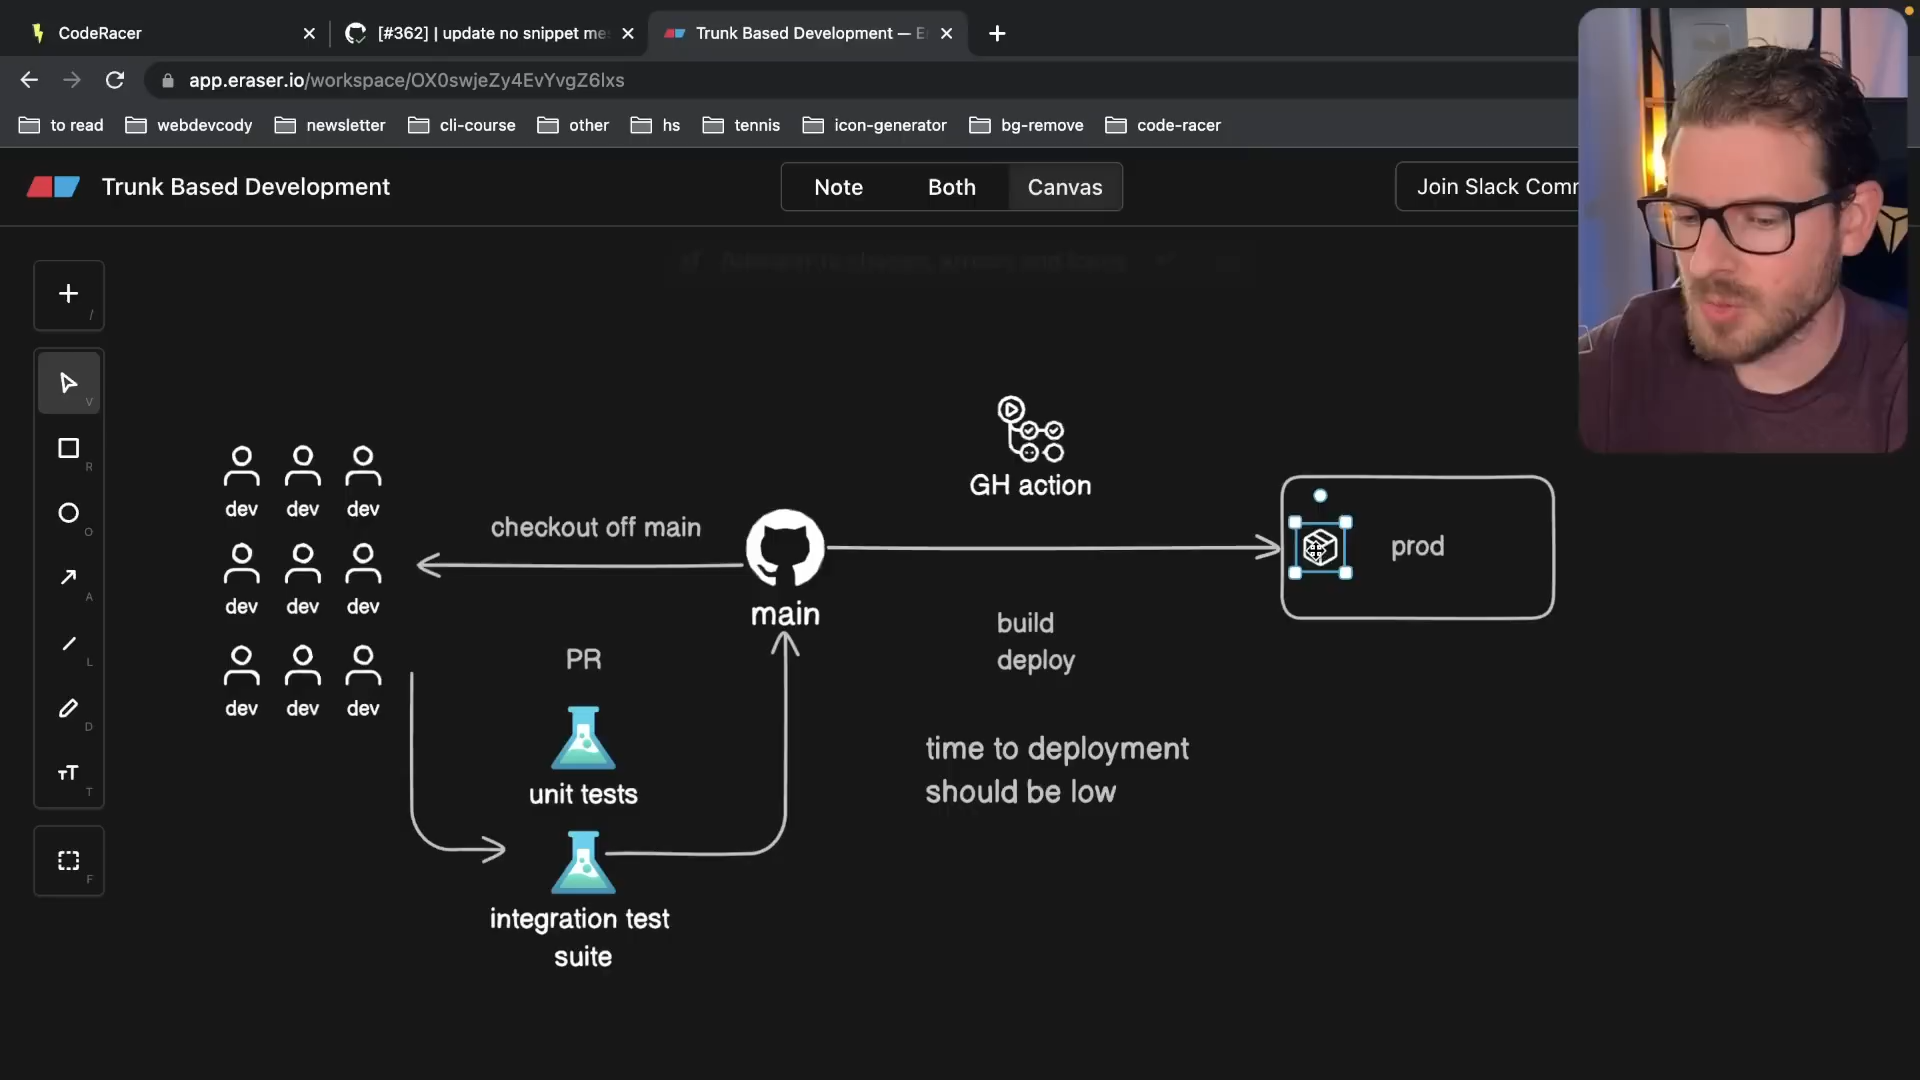 CodeRacer
[#362] | update no snippet me
Trunk Based Development — E
app.eraser.io/workspace/OX0swjeZy4EvYvgZ6lxs
to read
webdevcody
newsletter
cli-course
other
hs
tennis
icon-generator
bg-remove
code-racer
Trunk Based Development
Note
Both
Canvas
Join Slack Comm
/
V
R
O
A
L
D
TT
T
F
dev dev dev
dev dev dev
dev dev dev
checkout off main
main
GH action
prod
build
deploy
PR
unit tests
time to deployment
should be low
integration test
suite